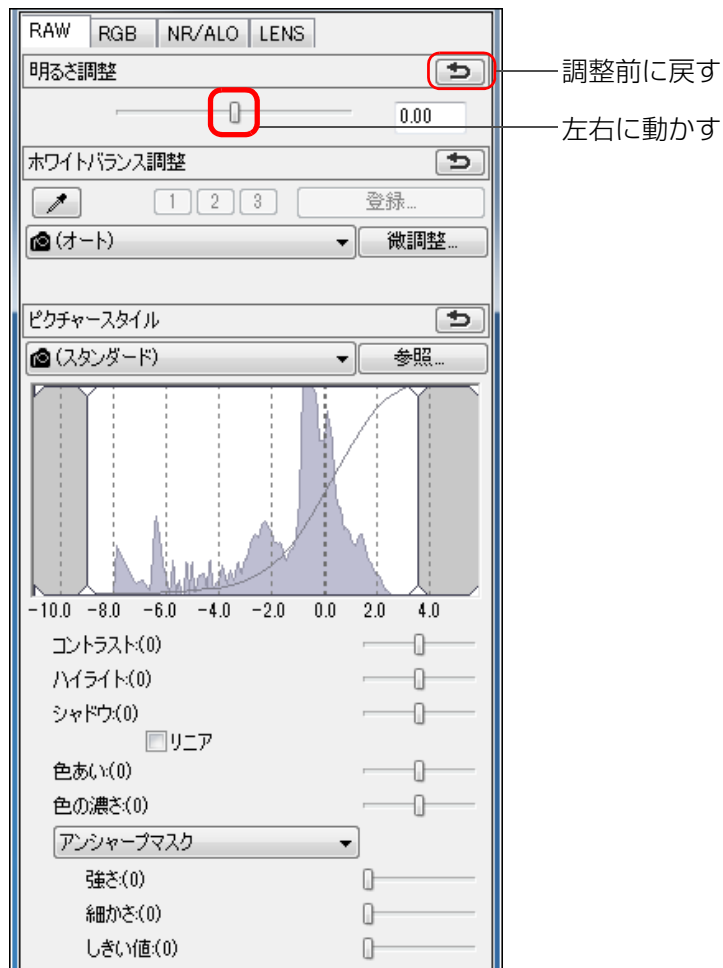 RAW RGB NR/ALO LENS
明るさ調整
調整前に戻す
0.00
左右に動かす
ホワイトバランス調整
1 2 3 登録...
(オート) 微調整...
ピクチャースタイル
(スタンダード) 参照...
-10.0 -8.0 -6.0 -4.0 -2.0 0.0 2.0 4.0
コントラスト:(0)
ハイライト:(0)
シャドウ:(0)
リニア
色あい:(0)
色の濃さ:(0)
アンシャープマスク
強さ:(0)
細かさ:(0)
しきい値:(0)